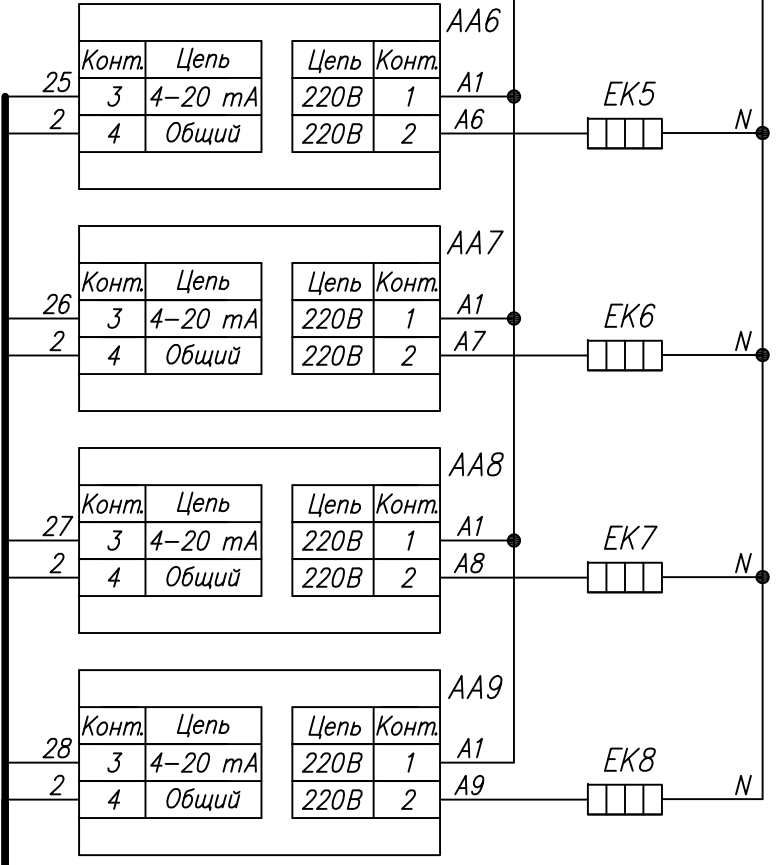 AA6
Конт. Цепь Цепь Конт.
25 3 4-20 mA 220В 1 A1 EK5
2 4 Общий 220В 2 A6 N
AA7
Конт. Цепь Цепь Конт.
26 3 4-20 mA 220В 1 A1 EK6
2 4 Общий 220В 2 A7 N
AA8
Конт. Цепь Цепь Конт.
27 3 4-20 mA 220В 1 A1 EK7
2 4 Общий 220В 2 A8 N
AA9
Конт. Цепь Цепь Конт.
28 3 4-20 mA 220В 1 A1 EK8
2 4 Общий 220В 2 A9 N